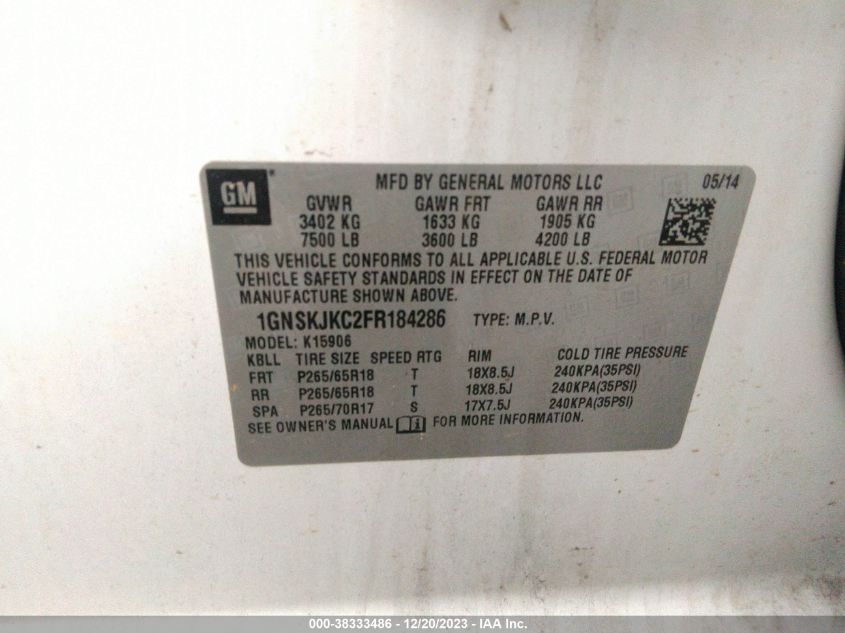 GM
MFD BY GENERAL MOTORS LLC 05/14
GVWR GAWR FRT GAWR RR
3402 KG 1633 KG 1905 KG
7500 LB 3600 LB 4200 LB
THIS VEHICLE CONFORMS TO ALL APPLICABLE U.S. FEDERAL MOTOR
VEHICLE SAFETY STANDARDS IN EFFECT ON THE DATE OF
MANUFACTURE SHOWN ABOVE.
1GNSKJKC2FR184286 TYPE: M.P.V.
MODEL: K15906
KBLL TIRE SIZE SPEED RTG RIM COLD TIRE PRESSURE
FRT P265/65R18 T 18X8.5J 240KPA(35PSI)
RR P265/65R18 T 18X8.5J 240KPA(35PSI)
SPA P265/70R17 S 17X7.5J 240KPA(35PSI)
SEE OWNER'S MANUAL FOR MORE INFORMATION.
000-38333486 - 12/20/2023 - IAA Inc.